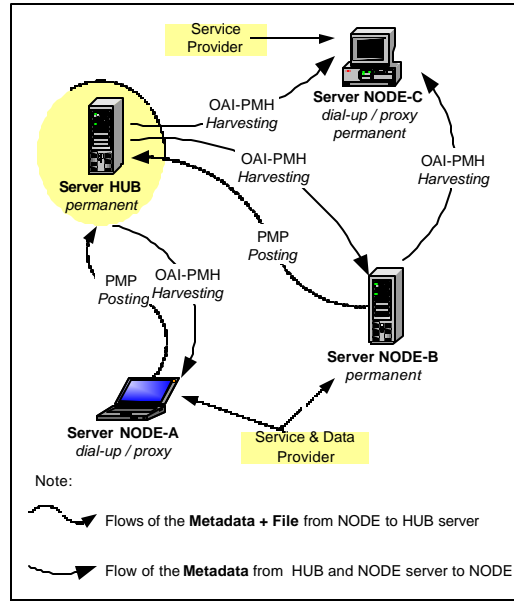 Service
Provider
Server NODE-C
dial-up / proxy
permanent
OAI-PMH
Harvesting
Server HUB
permanent
OAI-PMH
Harvesting
OAI-PMH
Harvesting
PMP
Posting
PMP
Posting
OAI-PMH
Harvesting
Server NODE-B
permanent
Server NODE-A
dial-up / proxy
Service & Data
Provider
Note:
Flows of the Metadata + File from NODE to HUB server
Flow of the Metadata from HUB and NODE server to NODE